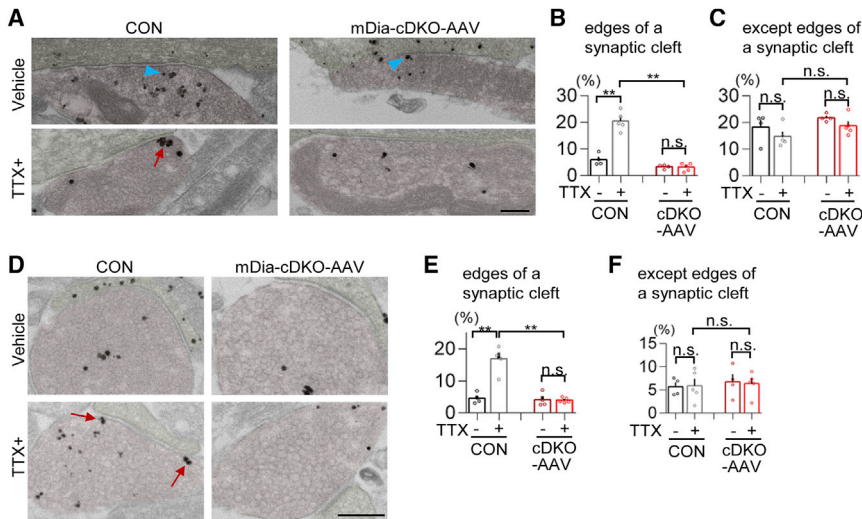 A
CON
mDia-cDKO-AAV
Vehicle
TTX+
B
edges of a
synaptic cleft
(%)
**
**
n.s.
30
20
10
0
TTX - + - +
CON
cDKO
-AAV
C
except edges of
a synaptic cleft
(%)
n.s.
n.s.
n.s.
30
20
10
0
TTX - + - +
CON
cDKO
-AAV
D
CON
mDia-cDKO-AAV
Vehicle
TTX+
E
edges of a
synaptic cleft
(%)
**
**
n.s.
20
10
0
TTX - + - +
CON
cDKO
-AAV
F
except edges of
a synaptic cleft
(%)
n.s.
n.s.
n.s.
15
10
5
0
TTX - + - +
CON
cDKO
-AAV